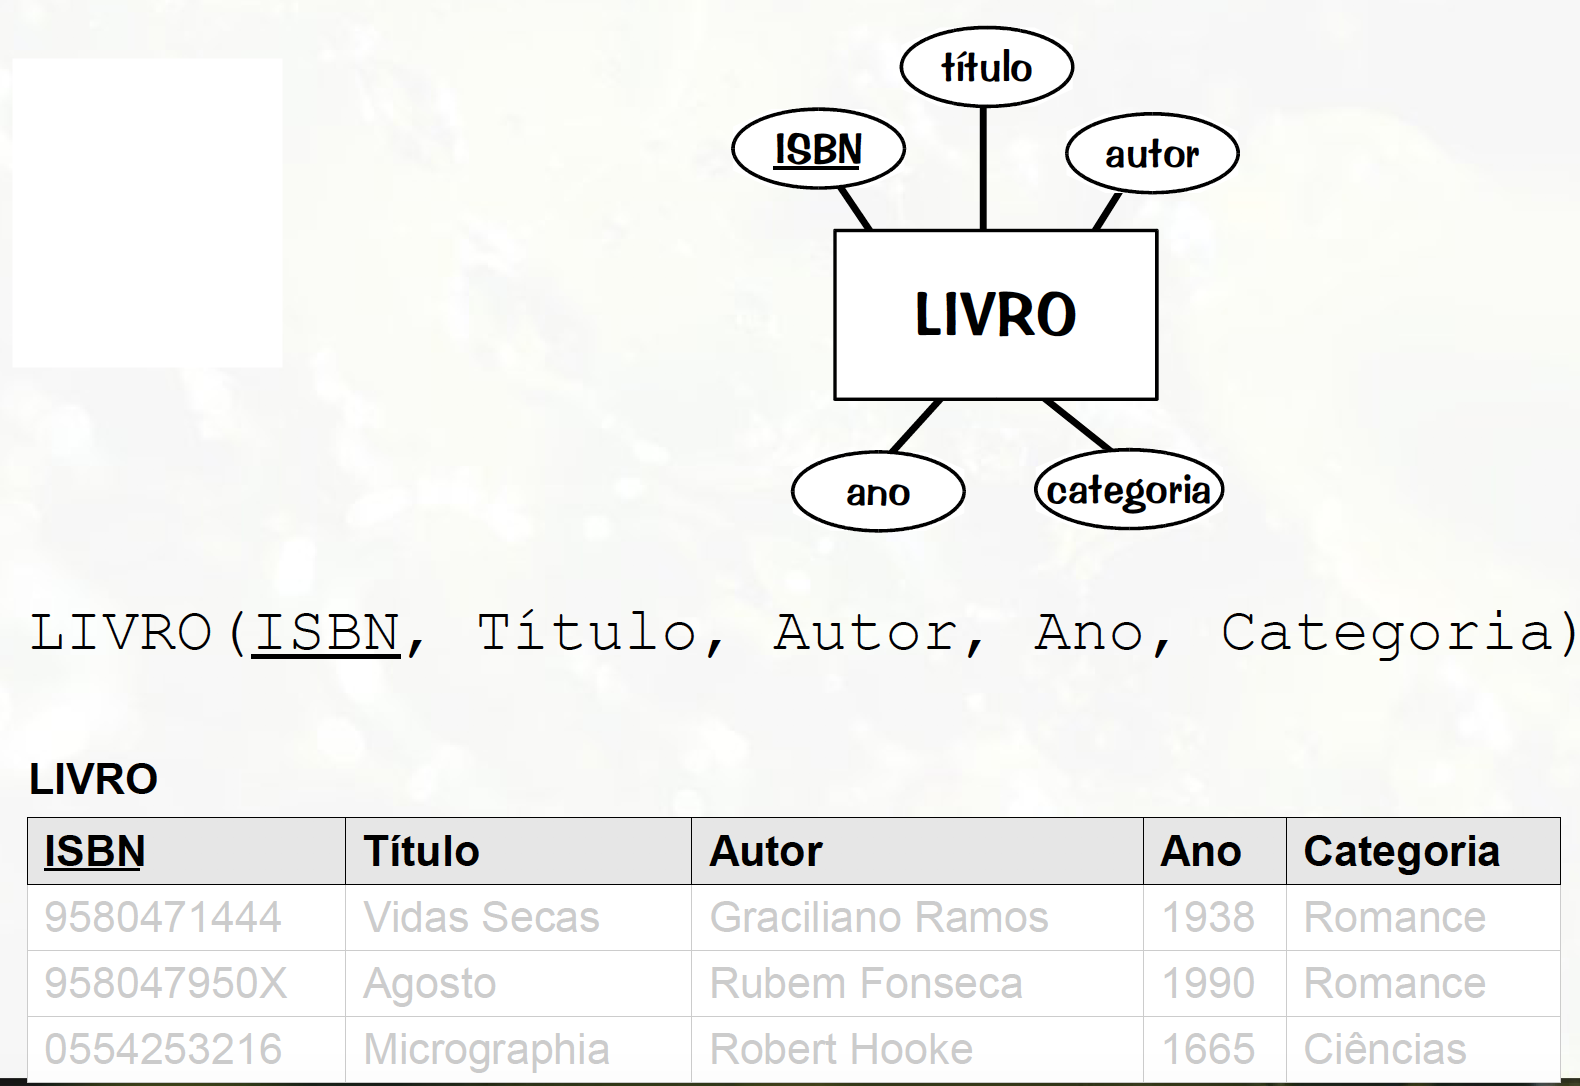 título
ISBN
autor
LIVRO
ano
categoria
LIVRO(ISBN, Título, Autor, Ano, Categoria)
LIVRO
ISBN Título Autor Ano Categoria
9580471444 Vidas Secas Graciliano Ramos 1938 Romance
958047950X Agosto Rubem Fonseca 1990 Romance
0554253216 Micrographia Robert Hooke 1665 Ciências